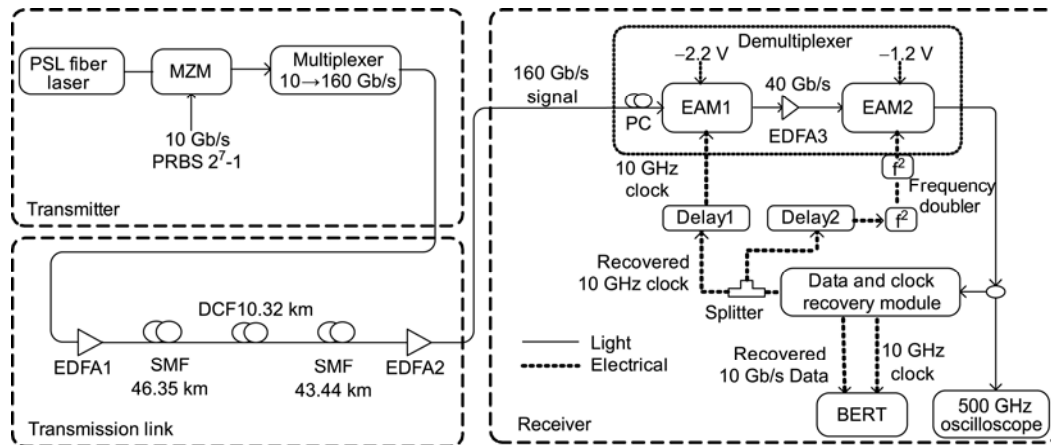 PSL fiber
laser
MZM
Multiplexer
10→160 Gb/s
10 Gb/s
PRBS 2⁷-1
Transmitter
EDFA1
SMF
46.35 km
DCF10.32 km
SMF
43.44 km
EDFA2
Transmission link
160 Gb/s
signal
Demultiplexer
−2.2 V
−1.2 V
PC
EAM1
40 Gb/s
EDFA3
EAM2
10 GHz
clock
f²
Frequency
doubler
f²
Delay1
Delay2
Recovered
10 GHz clock
Splitter
Data and clock
recovery module
Light
Electrical
Recovered
10 Gb/s Data
10 GHz
clock
BERT
500 GHz
oscilloscope
Receiver